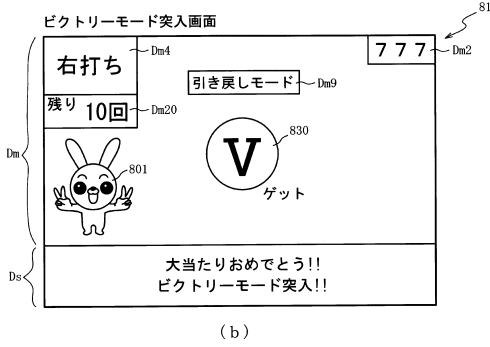 ビクトリーモード突入画面
81
右打ち
Dm4
777
Dm2
引き戻しモード
Dm9
残り 10回
Dm20
Dm
830
V
801
ゲット
Ds
大当たりおめでとう!!
ビクトリーモード突入!!
(b)